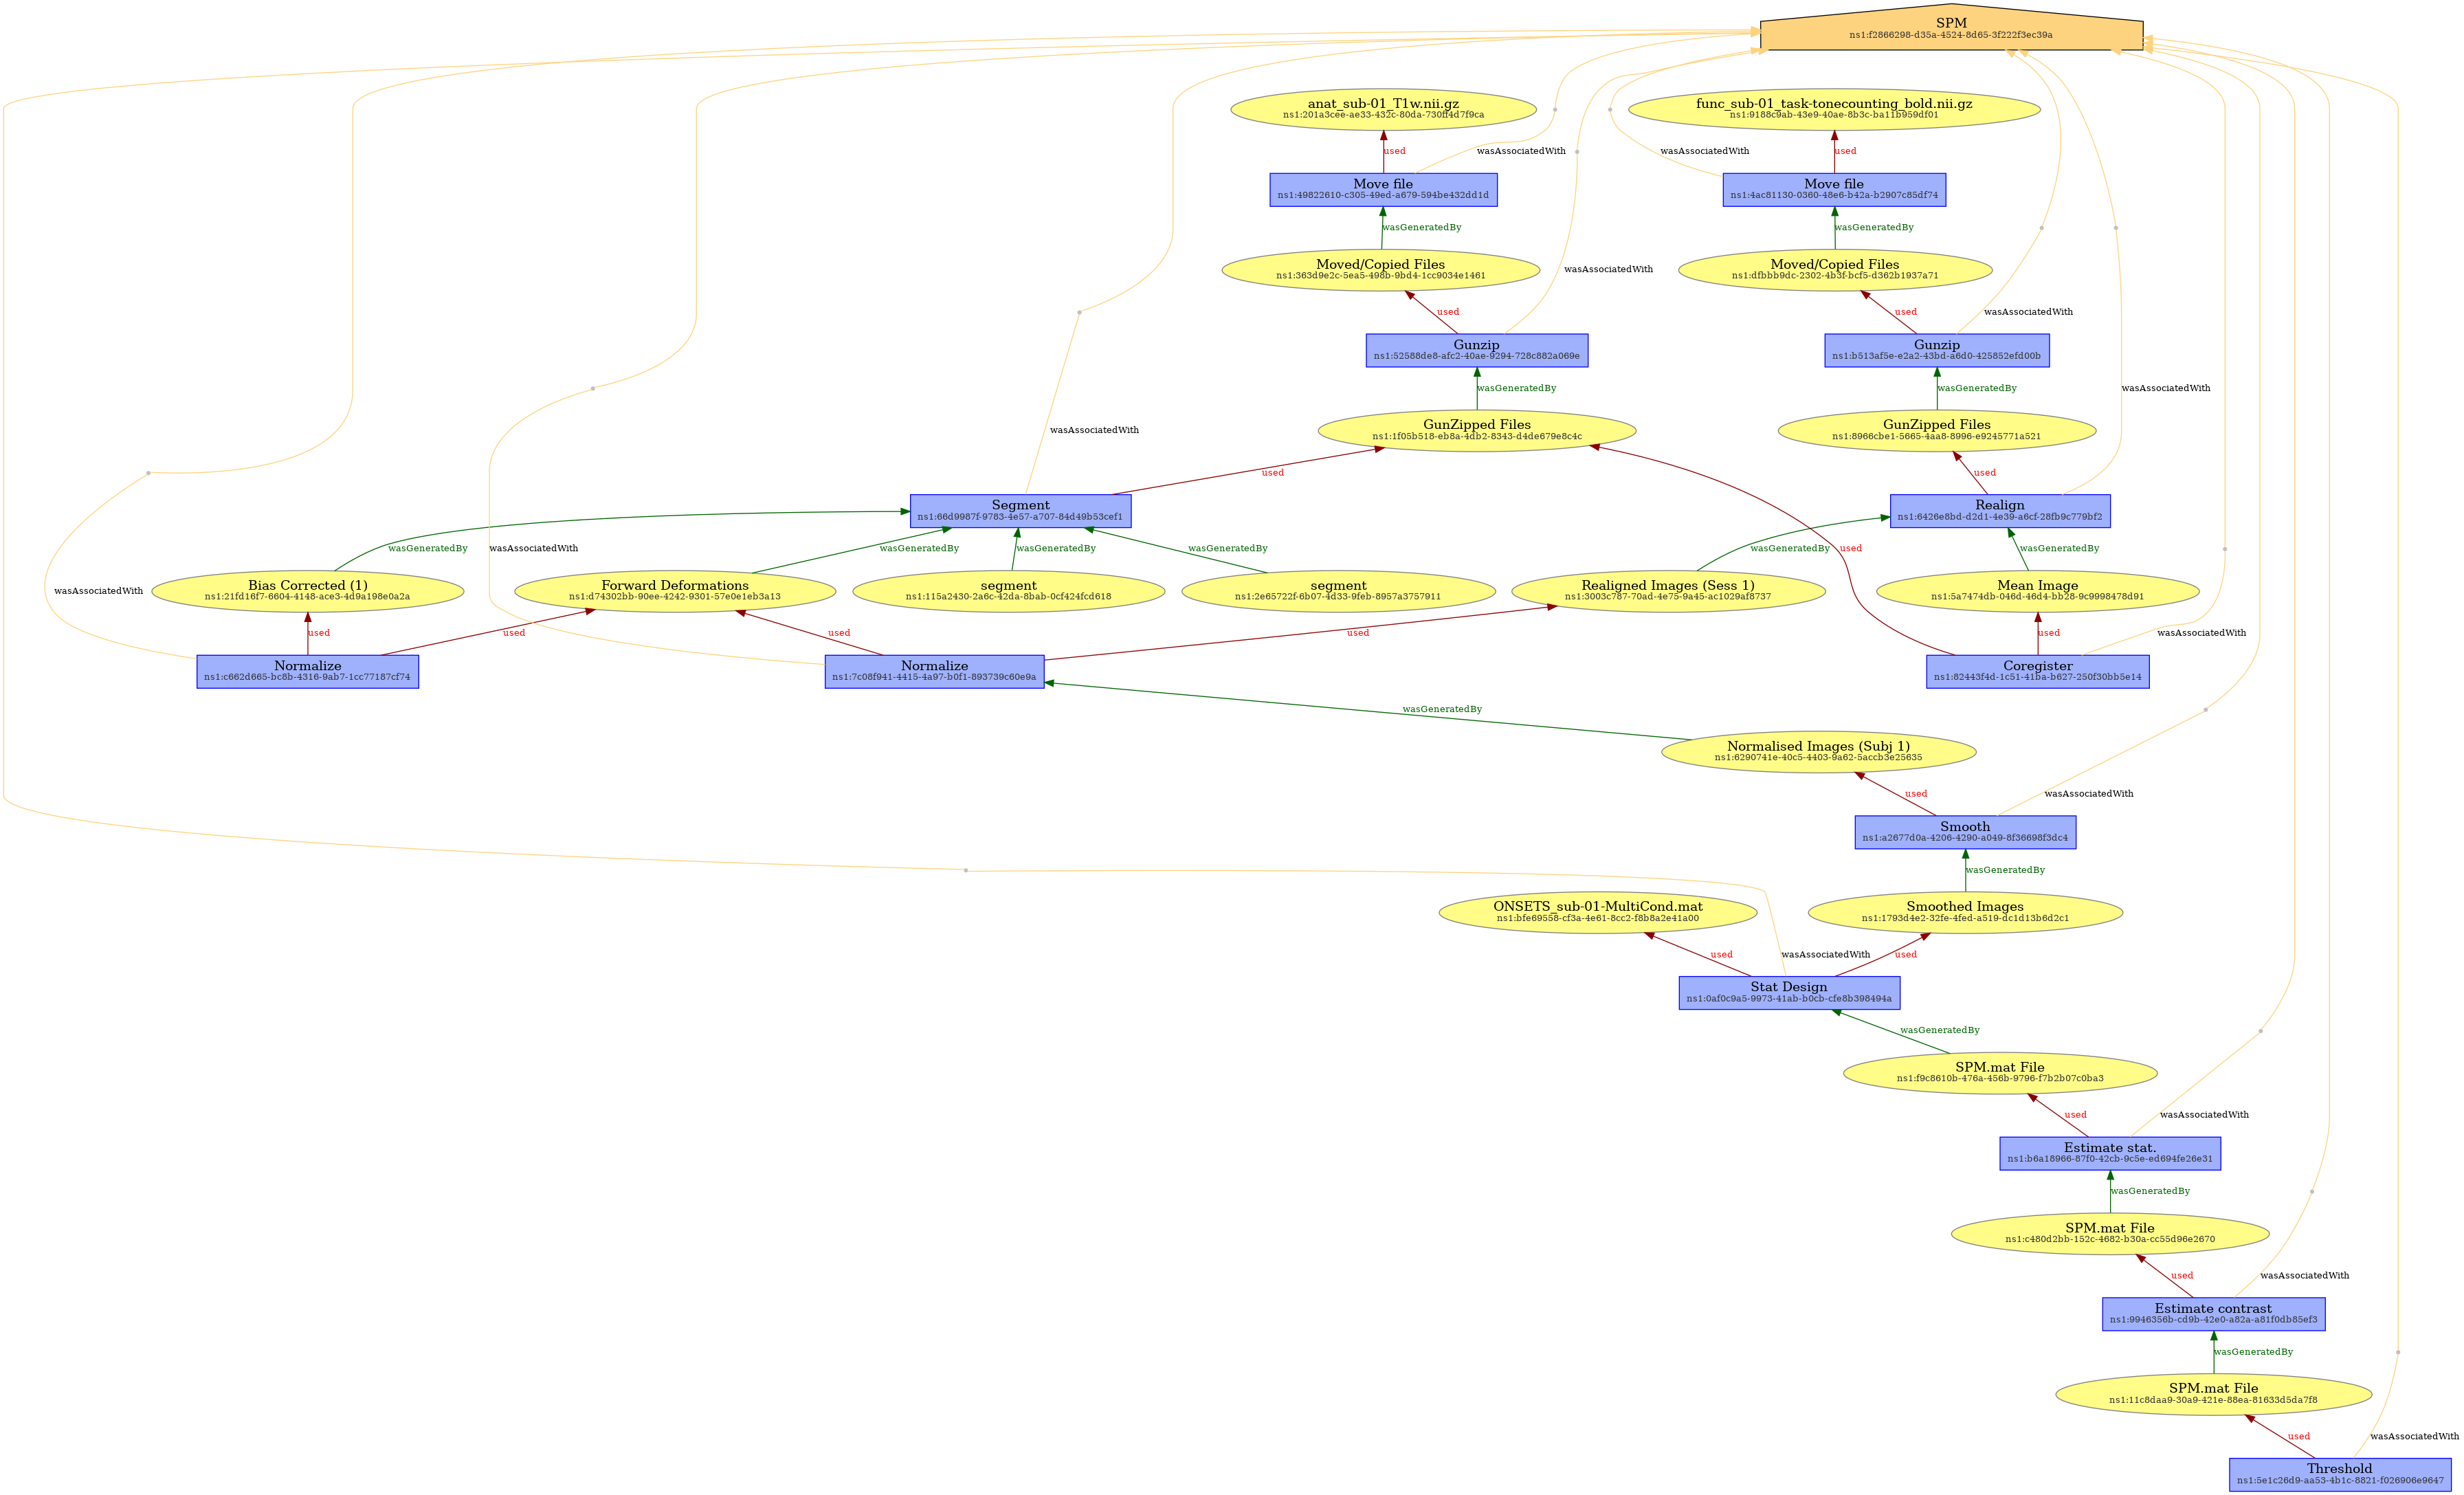 SPM
ns1:f2866298-d35a-4524-8d65-3f222f3ec39a
anat_sub-01_T1w.nii.gz
ns1:201a3cee-ae33-432c-80da-730ff4d7f9ca
func_sub-01_task-tonecounting_bold.nii.gz
ns1:9188c9ab-43e9-40ae-8b3c-ba11b959df01
used
wasAssociatedWith
wasAssociatedWith
used
Move file
ns1:49822610-c305-49ed-a679-594be432dd1d
Move file
ns1:4ac81130-0360-48e6-b42a-b2907c85df74
wasGeneratedBy
wasGeneratedBy
Moved/Copied Files
ns1:363d9e2c-5ea5-498b-9bd4-1cc9034e1461
wasAssociatedWith
Moved/Copied Files
ns1:dfbbb9dc-2302-4b3f-bcf5-d362b1937a71
used
used
wasAssociatedWith
Gunzip
ns1:52588de8-afc2-40ae-9294-728c882a069e
Gunzip
ns1:b513af5e-e2a2-43bd-a6d0-425852efd00b
wasGeneratedBy
wasGeneratedBy
wasAssociatedWith
wasAssociatedWith
GunZipped Files
ns1:1f05b518-eb8a-4db2-8343-d4de679e8c4c
GunZipped Files
ns1:8966cbe1-5665-4aa8-8996-e9245771a521
used
used
Segment
ns1:66d9987f-9783-4e57-a707-84d49b53cef1
Realign
ns1:6426e8bd-d2d1-4e39-a6cf-28fb9c779bf2
wasGeneratedBy
wasAssociatedWith
wasGeneratedBy
wasGeneratedBy
wasGeneratedBy
wasGeneratedBy
used
wasGeneratedBy
wasAssociatedWith
Bias Corrected (1)
ns1:21fd16f7-6604-4148-ace3-4d9a198e0a2a
Forward Deformations
ns1:d74302bb-90ee-4242-9301-57e0e1eb3a13
segment
ns1:115a2430-2a6c-42da-8bab-0cf424fcd618
segment
ns1:2e65722f-6b07-4d33-9feb-8957a3757911
Realigned Images (Sess 1)
ns1:3003c787-70ad-4e75-9a45-ac1029af8737
Mean Image
ns1:5a7474db-046d-46d4-bb28-9c9998478d91
used
used
used
used
used
wasAssociatedWith
Normalize
ns1:c662d665-bc8b-4316-9ab7-1cc77187cf74
Normalize
ns1:7c08f941-4415-4a97-b0f1-893739c60e9a
Coregister
ns1:82443f4d-1c51-41ba-b627-250f30bb5e14
wasGeneratedBy
Normalised Images (Subj 1)
ns1:6290741e-40c5-4403-9a62-5accb3e25635
used
wasAssociatedWith
Smooth
ns1:a2677d0a-4206-4290-a049-8f36698f3dc4
wasGeneratedBy
ONSETS_sub-01-MultiCond.mat
ns1:bfe69558-cf3a-4e61-8cc2-f8b8a2e41a00
Smoothed Images
ns1:1793d4e2-32fe-4fed-a519-dc1d13b6d2c1
used
wasAssociatedWith
used
Stat Design
ns1:0af0c9a5-9973-41ab-b0cb-cfe8b398494a
wasGeneratedBy
SPM.mat File
ns1:f9c8610b-476a-456b-9796-f7b2b07c0ba3
used
wasAssociatedWith
Estimate stat.
ns1:b6a18966-87f0-42cb-9c5e-ed694fe26e31
wasGeneratedBy
SPM.mat File
ns1:c480d2bb-152c-4682-b30a-cc55d96e2670
used
wasAssociatedWith
Estimate contrast
ns1:9946356b-cd9b-42e0-a82a-a81f0db85ef3
wasGeneratedBy
SPM.mat File
ns1:11c8daa9-30a9-421e-88ea-81633d5da7f8
used
wasAssociatedWith
Threshold
ns1:5e1c26d9-aa53-4b1c-8821-f026906e9647